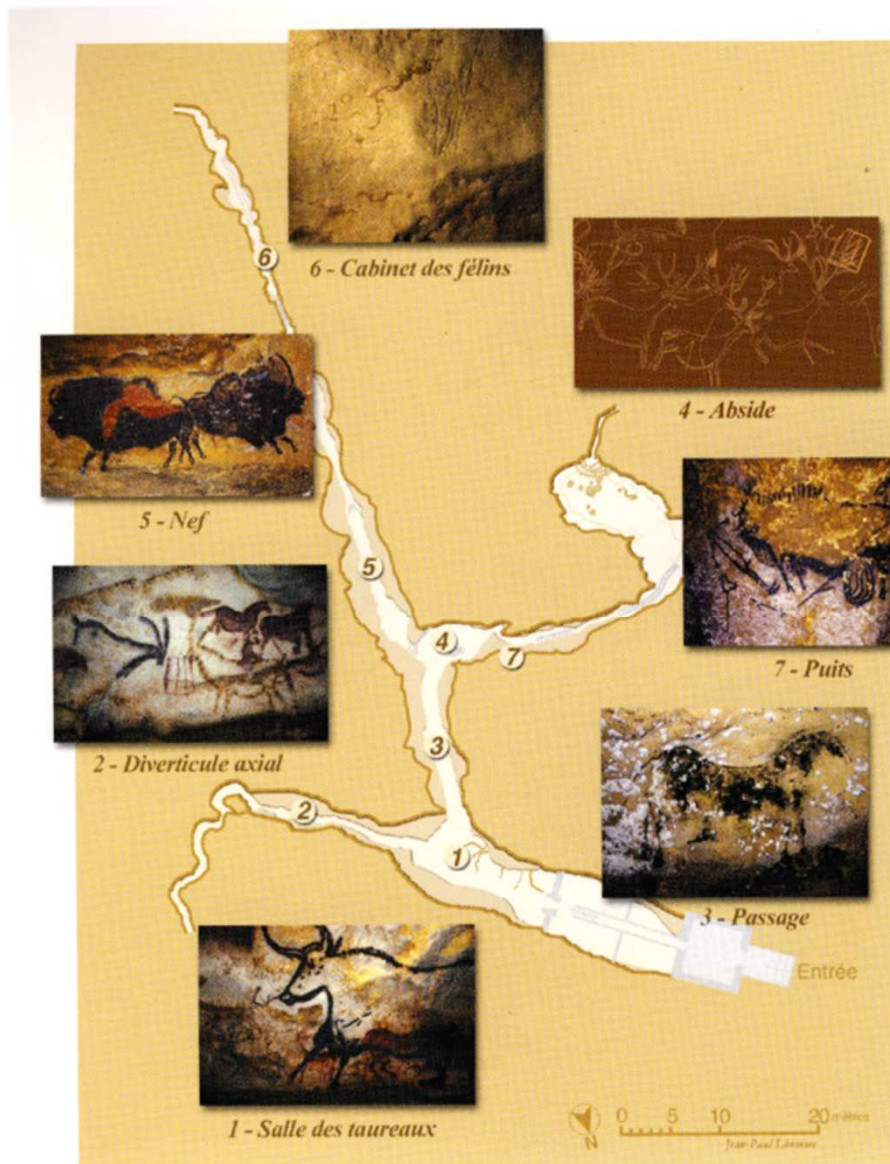 6 - Cabinet des félins
6
4 - Abside
5 - Nef
5
4
7
7 - Puits
3
2 - Diverticule axial
2
1
3 - Passage
Entrée
1 - Salle des taureaux
N
0 5 10 20 mètres
Jean-Paul